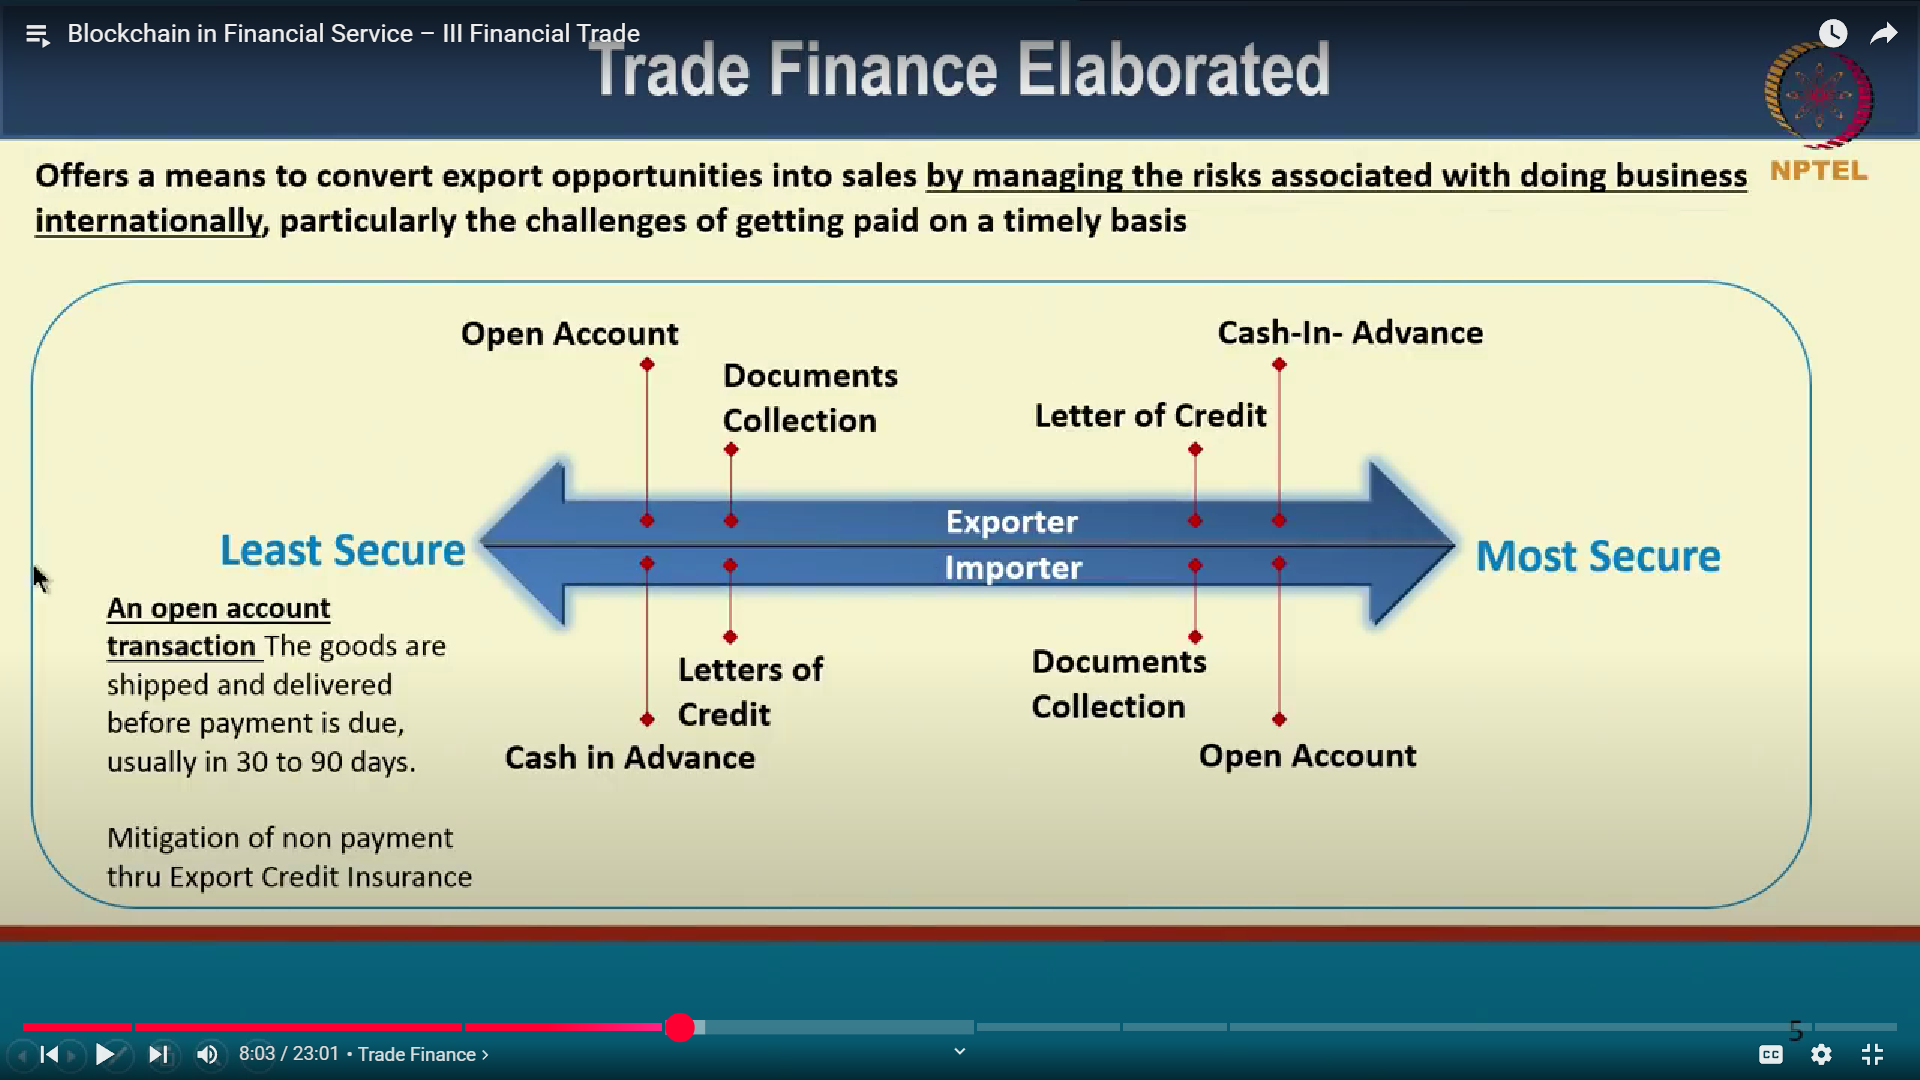 Blockchain in Financial Service – III Financial Trade
Trade Finance Elaborated
NPTEL
Offers a means to convert export opportunities into sales by managing the risks associated with doing business
internationally, particularly the challenges of getting paid on a timely basis
Open Account
Cash-In- Advance
Documents
Collection
Letter of Credit
Exporter
Importer
Least Secure
Most Secure
An open account
transaction The goods are
shipped and delivered
before payment is due,
usually in 30 to 90 days.
Mitigation of non payment
thru Export Credit Insurance
Letters of
Credit
Cash in Advance
Documents
Collection
Open Account
5
8:03 / 23:01 • Trade Finance ›
CC